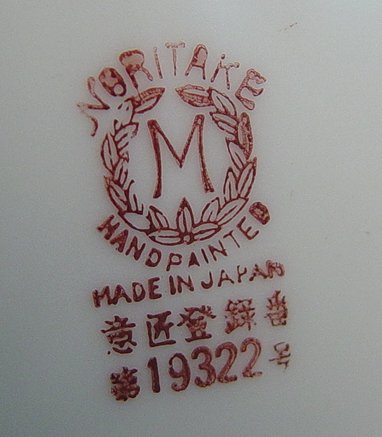 NORITAKE
M
HANDPAINTED
MADE IN JAPAN
意匠登録番
第19322号